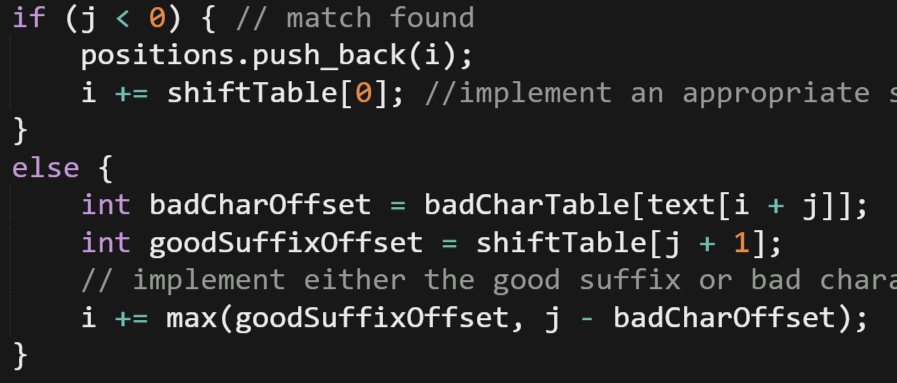 if (j < 0) { // match found
positions.push_back(i);
i += shiftTable[0]; //implement an appropriate
}
else {
int badCharOffset = badCharTable[text[i + j]];
int goodSuffixOffset = shiftTable[j + 1];
// implement either the good suffix or bad
i += max(goodSuffixOffset, j - badCharOffset);
}